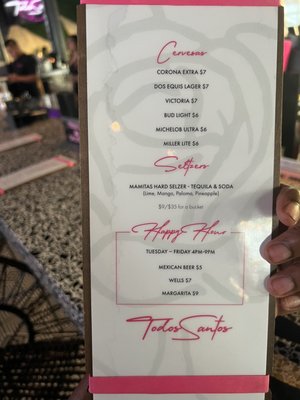 Cervesas
CORONA EXTRA $7
DOS EQUIS LAGER $7
VICTORIA $7
BUD LIGHT $6
MICHELOB ULTRA $6
MILLER LITE $6
Seltzers
MAMITAS HARD SELZER - TEQUILA & SODA
(Lime, Mango, Paloma, Pineapple)
$9/$35 for a bucket
Happy Hour
TUESDAY – FRIDAY 4PM-9PM
MEXICAN BEER $5
WELLS $7
MARGARITA $9
Todos Santos